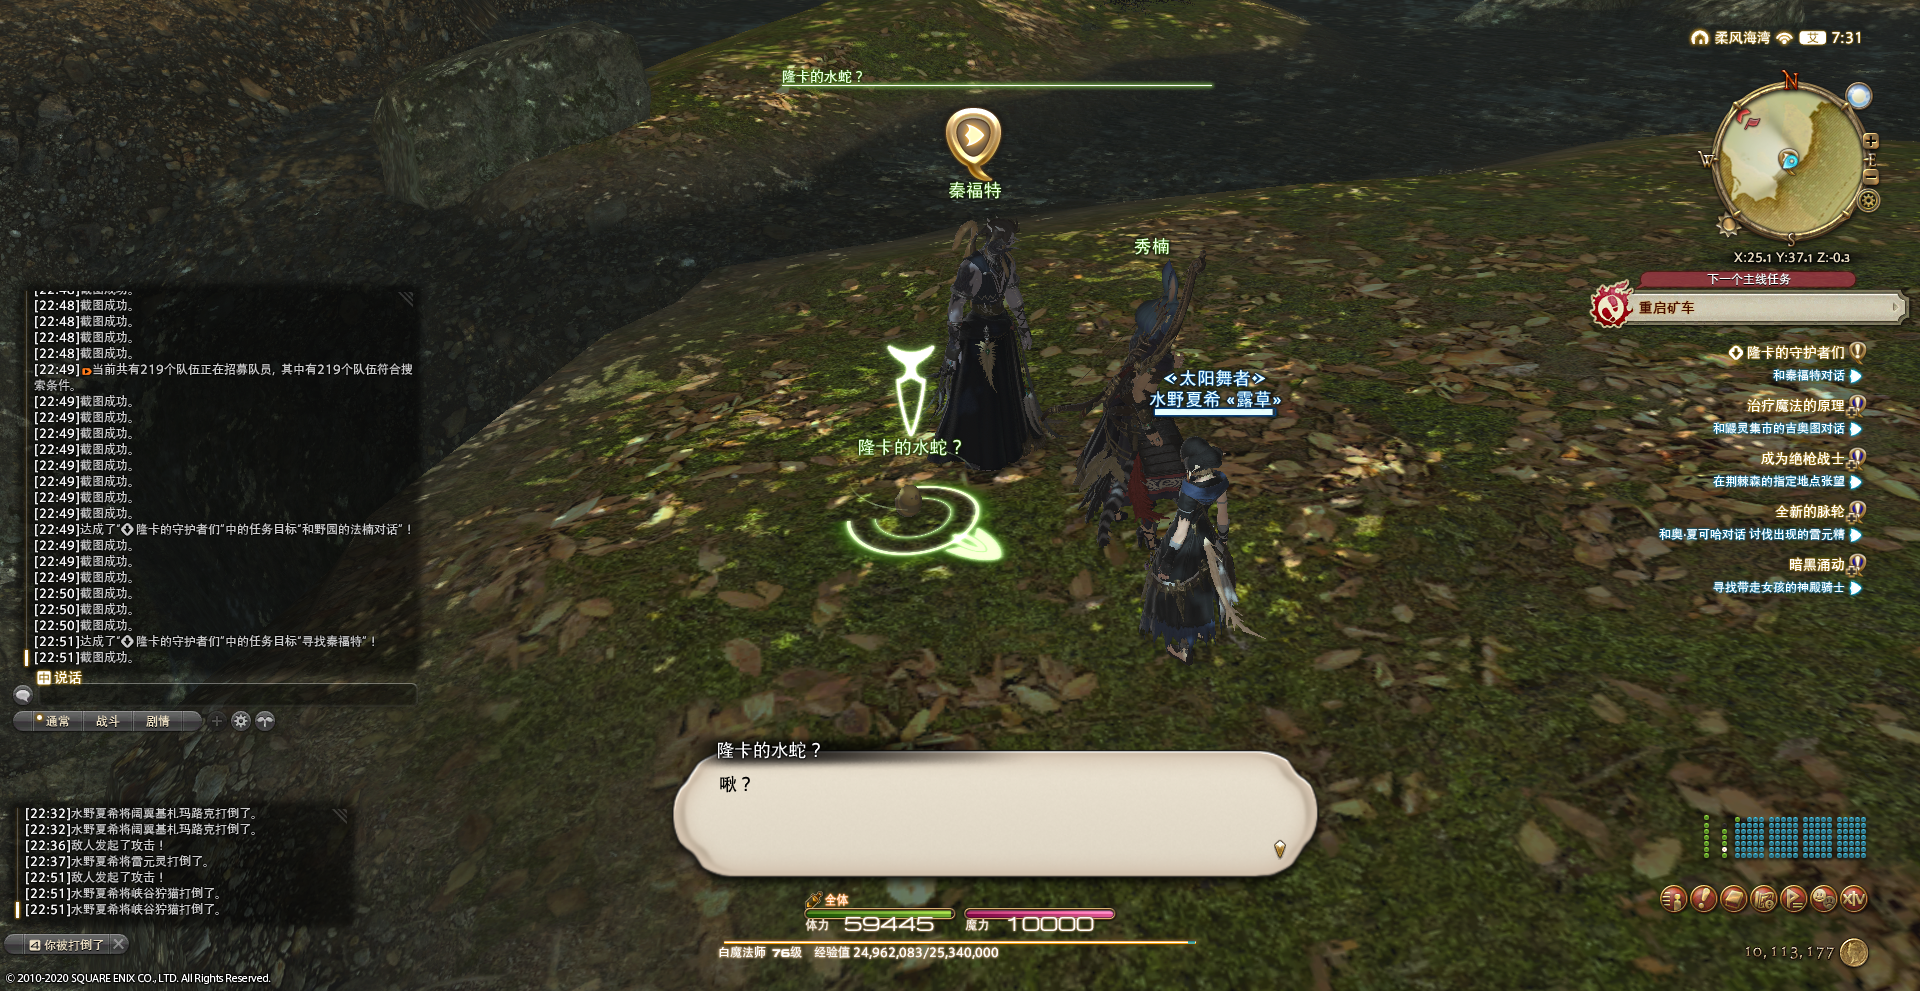 柔风海湾 艾 7:31
隆卡的水蛇？
秦福特
秀楠
太阳舞者
水野夏希 «露草»
隆卡的水蛇？
N
W
E
S
X:25.1 Y:37.1 Z:-0.3
下一个主线任务
重启矿车
隆卡的守护者们
和秦福特对话
治疗魔法的原理
和鼹灵集市的吉奥图对话
成为绝枪战士
在荆棘森的指定地点张望
全新的脉轮
和奥·夏可哈对话 讨伐出现的雷元精
暗黑涌动
寻找带走女孩的神殿骑士
[22:48]截图成功。
[22:48]截图成功。
[22:48]截图成功。
[22:48]截图成功。
[22:48]截图成功。
[22:49]当前共有219个队伍正在招募队员，其中有219个队伍符合搜
索条件。
[22:49]截图成功。
[22:49]截图成功。
[22:49]截图成功。
[22:49]截图成功。
[22:49]截图成功。
[22:49]截图成功。
[22:49]截图成功。
[22:49]截图成功。
[22:49]达成了“隆卡的守护者们”中的任务目标“和野园的法楠对话”！
[22:49]截图成功。
[22:49]截图成功。
[22:49]截图成功。
[22:50]截图成功。
[22:50]截图成功。
[22:50]截图成功。
[22:51]达成了“隆卡的守护者们”中的任务目标“寻找秦福特”！
[22:51]截图成功。
中 说话
通常 战斗 剧情
[22:32]水野夏希将阔翼基札玛路克打倒了。
[22:32]水野夏希将阔翼基札玛路克打倒了。
[22:36]敌人发起了攻击！
[22:37]水野夏希将雷元灵打倒了。
[22:51]敌人发起了攻击！
[22:51]水野夏希将峡谷狞猫打倒了。
[22:51]水野夏希将峡谷狞猫打倒了。
4 你被打倒了
隆卡的水蛇？
啾？
全体
体力 59445 魔力 10000
白魔法师 76级 经验值 24,962,083/25,340,000
XIV
10,113,177
© 2010-2020 SQUARE ENIX CO., LTD. All Rights Reserved.